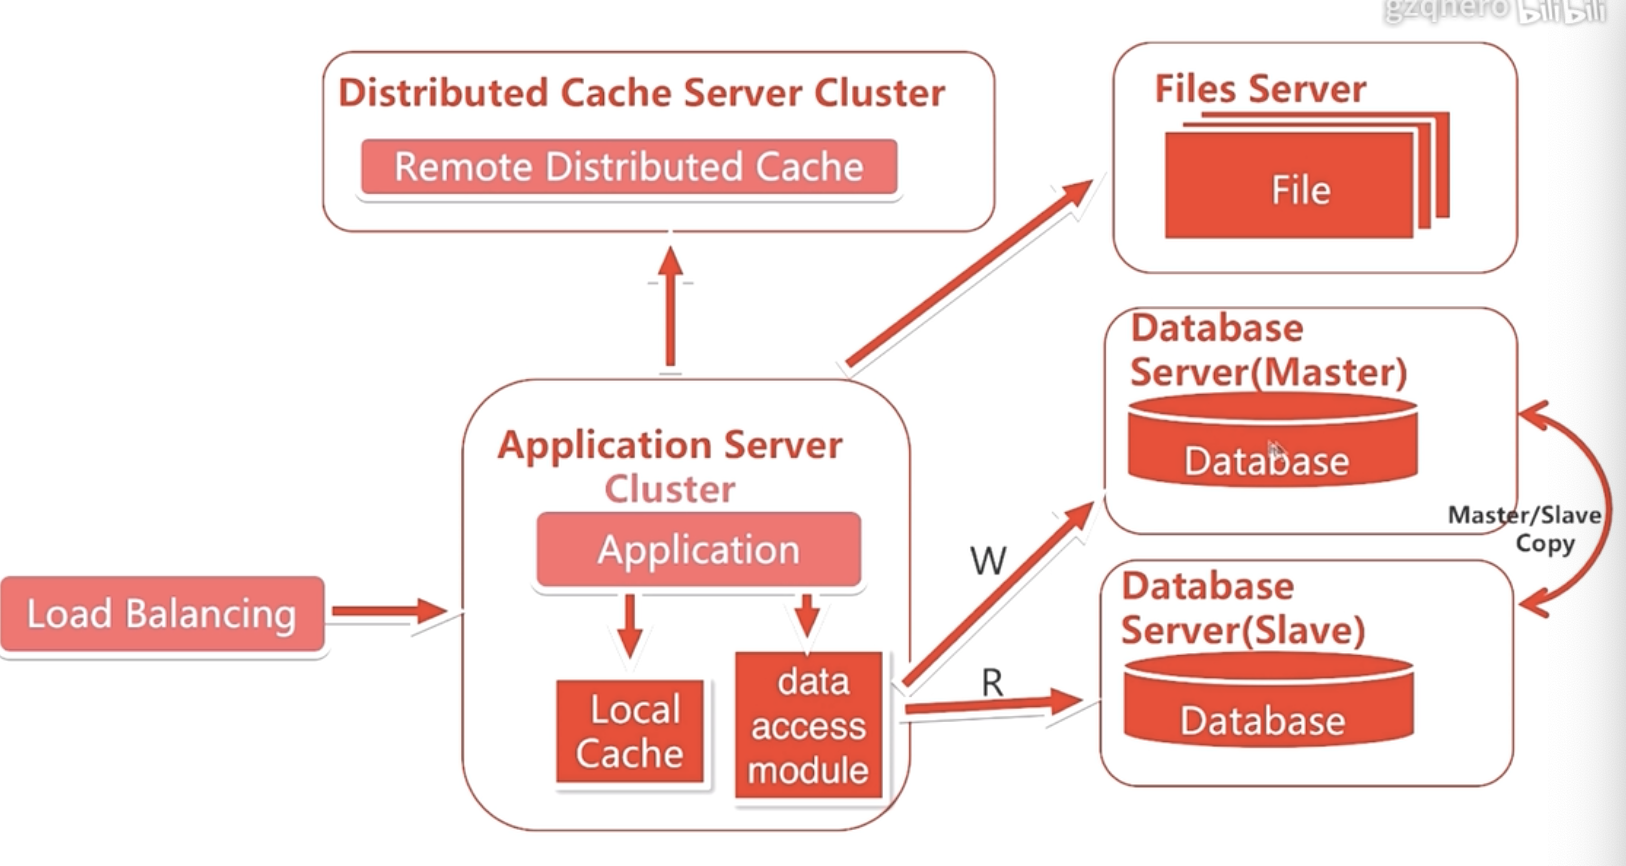 gzqhero bilibili
Distributed Cache Server Cluster
Remote Distributed Cache
Files Server
File
Database
Server(Master)
Database
Application Server
Cluster
Application
Load Balancing
Local
Cache
data
access
module
W
R
Master/Slave
Copy
Database
Server(Slave)
Database